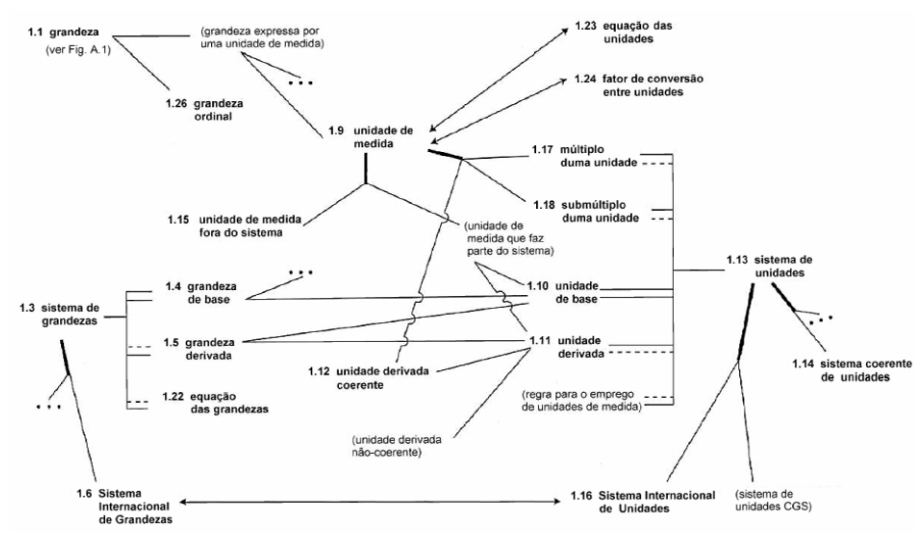 1.1 grandeza
(ver Fig. A.1)
(grandeza expressa por
uma unidade de medida)
1.23 equação das
unidades
1.24 fator de conversão
entre unidades
1.26 grandeza
ordinal
1.9 unidade de
medida
1.17 múltiplo
duma unidade
1.18 submúltiplo
duma unidade
1.15 unidade de medida
fora do sistema
(unidade de
medida que faz
parte do sistema)
1.13 sistema de
unidades
1.4 grandeza
de base
1.10 unidade
de base
1.3 sistema de
grandezas
1.5 grandeza
derivada
1.11 unidade
derivada
1.12 unidade derivada
coerente
1.14 sistema coerente
de unidades
1.22 equação
das grandezas
(regra para o emprego
de unidades de medida)
(unidade derivada
não-coerente)
1.6 Sistema
Internacional
de Grandezas
1.16 Sistema Internacional
de Unidades
(sistema de
unidades CGS)